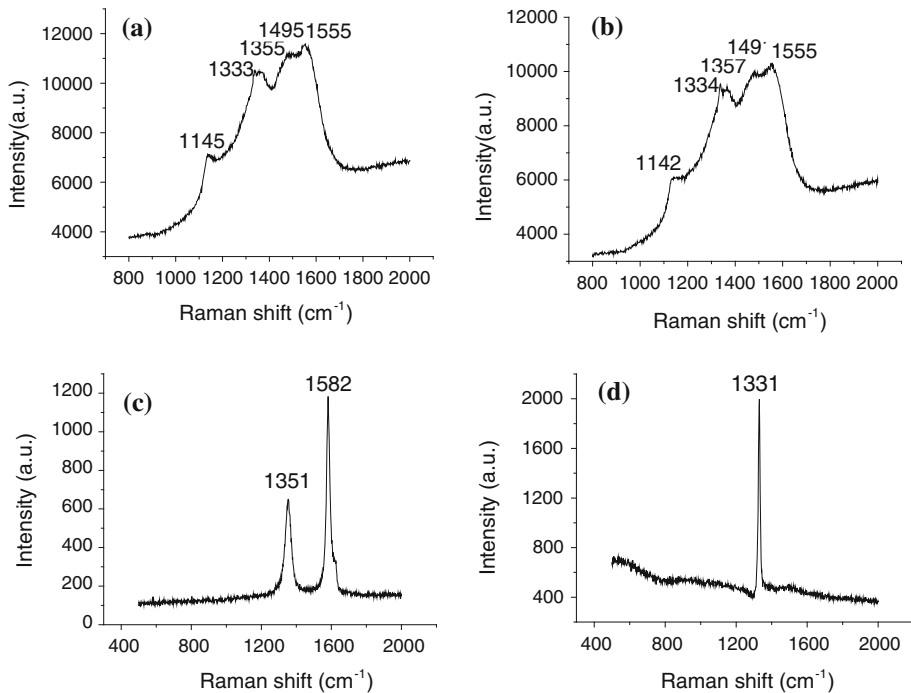 (a)
12000
10000
8000
6000
4000
Intensity(a.u.)
1145
1333
1355
1495
1555
800 1000 1200 1400 1600 1800 2000
Raman shift (cm⁻¹)
(b)
12000
10000
8000
6000
4000
Intensity(a.u.)
1142
1334
1357
1555
800 1000 1200 1400 1600 1800 2000
Raman shift (cm⁻¹)
(c)
1200
1000
800
600
400
200
0
Intensity (a.u.)
1351
1582
400 800 1200 1600 2000
Raman shift (cm⁻¹)
(d)
2000
1600
1200
800
400
Intensity (a.u.)
1331
400 800 1200 1600 2000
Raman shift (cm⁻¹)